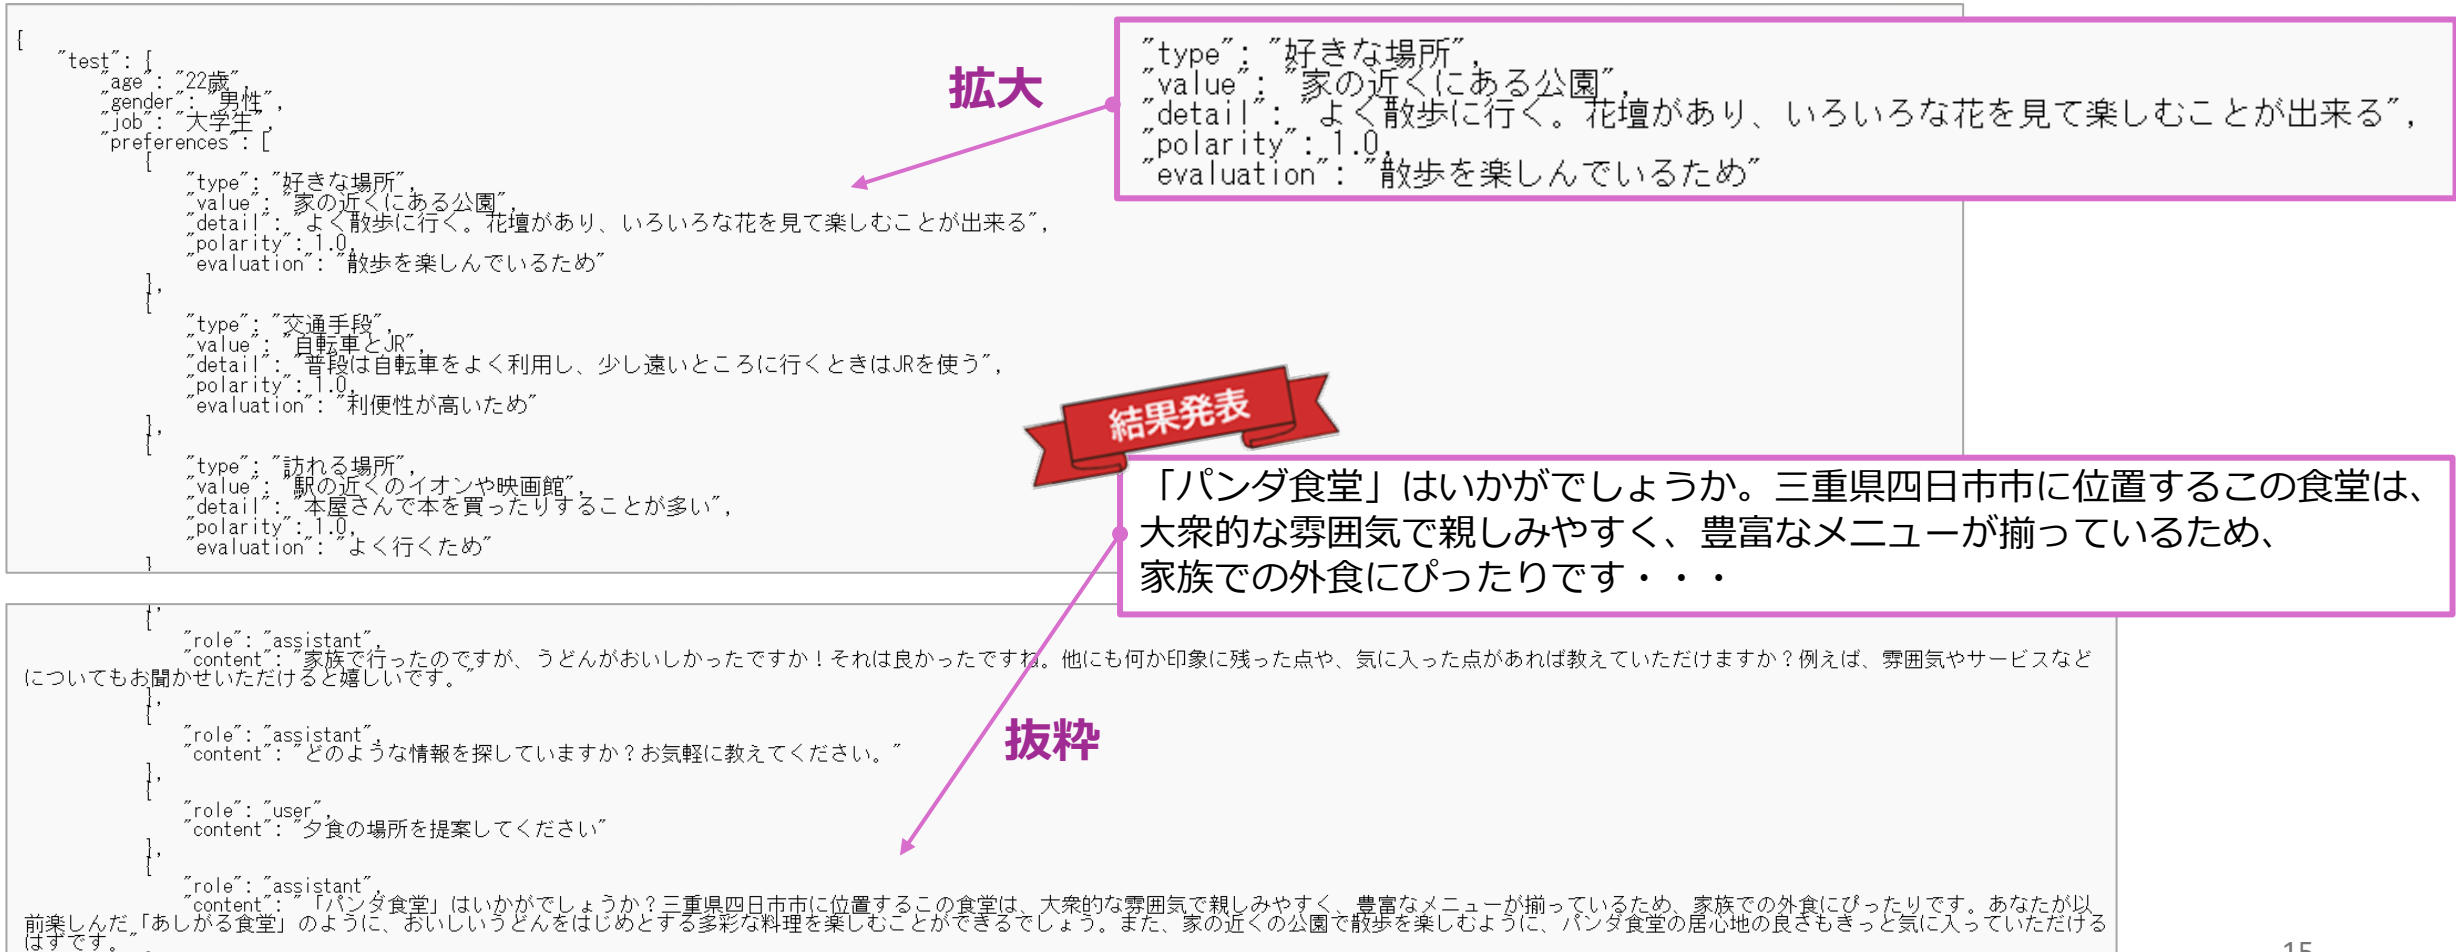 {
"test": {
"age": "22歳",
"gender": "男性",
"job": "大学生",
"preferences": [
{
"type": "好きな場所",
"value": "家の近くにある公園",
"detail": "よく散歩に行く。花壇があり、いろいろな花を見て楽しむことが出来る",
"polarity": 1.0,
"evaluation": "散歩を楽しんでいるため"
},
{
"type": "交通手段",
"value": "自転車とJR",
"detail": "普段は自転車をよく利用し、少し遠いところに行くときはJRを使う",
"polarity": 1.0,
"evaluation": "利便性が高いため"
},
{
"type": "訪れる場所",
"value": "駅の近くのイオンや映画館",
"detail": "本屋さんで本を買ったりすることが多い",
"polarity": 1.0,
"evaluation": "よく行くため"
}
拡大
"type": "好きな場所",
"value": "家の近くにある公園",
"detail": "よく散歩に行く。花壇があり、いろいろな花を見て楽しむことが出来る",
"polarity": 1.0,
"evaluation": "散歩を楽しんでいるため"
結果発表
「パンダ食堂」はいかがでしょうか。三重県四日市市に位置するこの食堂は、
大衆的な雰囲気で親しみやすく、豊富なメニューが揃っているため、
家族での外食にぴったりです・・・
},
{
"role": "assistant",
"content": "家族で行ったのですが、うどんがおいしかったですか！それは良かったですね。他にも何か印象に残った点や、気に入った点があれば教えていただけますか？例えば、雰囲気やサービスなど
についてもお聞かせいただけると嬉しいです。"
},
{
"role": "assistant",
"content": "どのような情報を探していますか？お気軽に教えてください。"
},
{
"role": "user",
"content": "夕食の場所を提案してください"
},
{
"role": "assistant",
"content": "「パンダ食堂」はいかがでしょうか？三重県四日市市に位置するこの食堂は、大衆的な雰囲気で親しみやすく、豊富なメニューが揃っているため、家族での外食にぴったりです。あなたが以
前楽しんだ「あしがる食堂」のように、おいしいうどんをはじめとする多彩な料理を楽しむことができるでしょう。また、家の近くの公園で散歩を楽しむように、パンダ食堂の居心地の良さもきっと気に入っていただける
はずです。"
抜粋
15